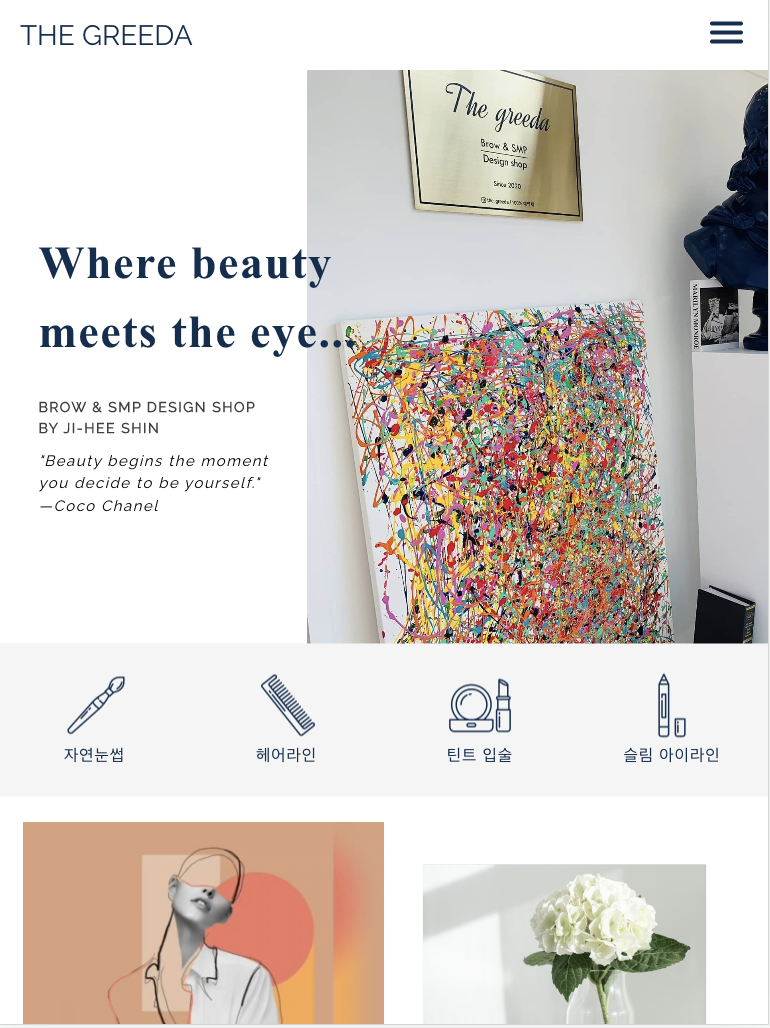 THE GREEDA
The greeda
Brow & SMP
Design shop
Since 2020
MARILYN MONROE
Where beauty
meets the eye...
BROW & SMP DESIGN SHOP
BY JI-HEE SHIN
"Beauty begins the moment
you decide to be yourself."
—Coco Chanel
자연눈썹
헤어라인
틴트 입술
슬림 아이라인